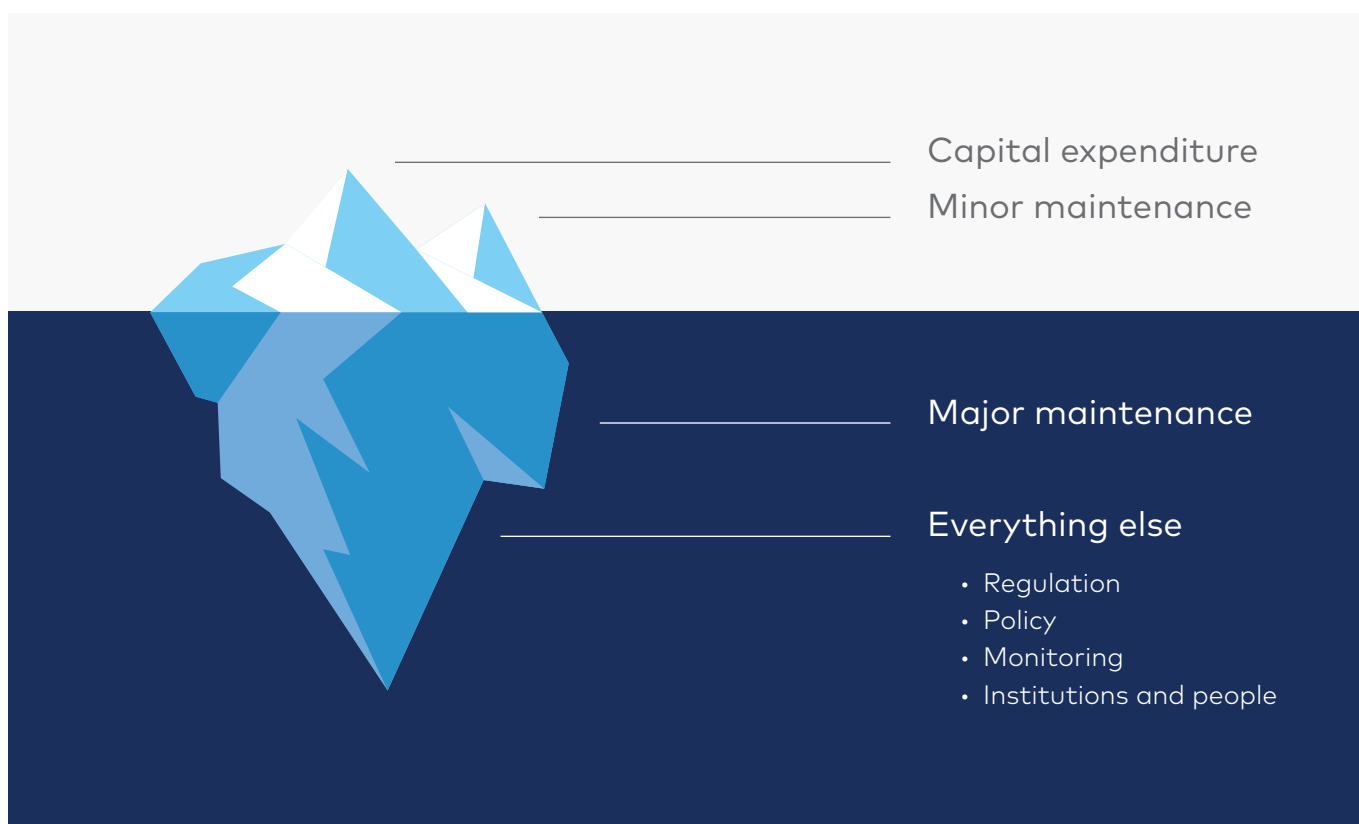 Capital expenditure
Minor maintenance
Major maintenance
Everything else
• Regulation
• Policy
• Monitoring
• Institutions and people